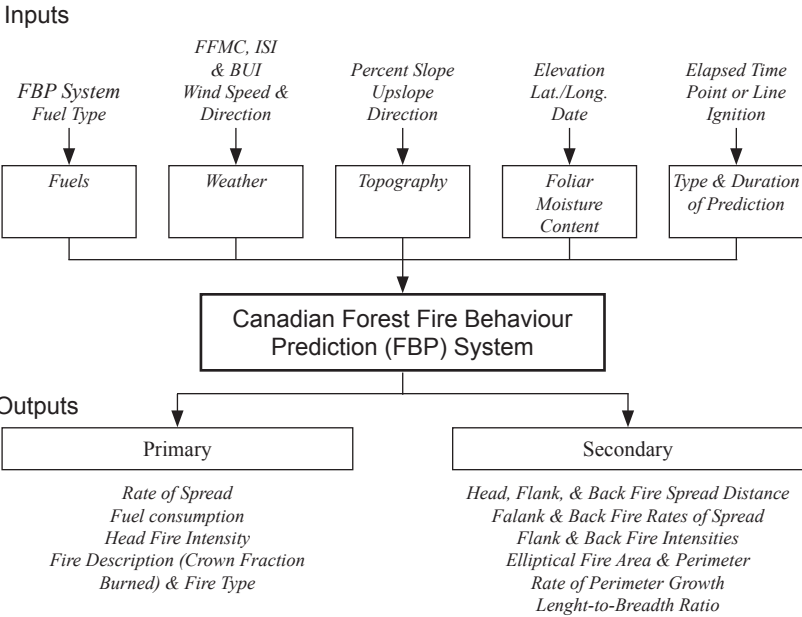 Inputs
FBP System
Fuel Type
FFMC, ISI
& BUI
Wind Speed &
Direction
Percent Slope
Upslope
Direction
Elevation
Lat./Long.
Date
Elapsed Time
Point or Line
Ignition
Fuels
Weather
Topography
Foliar
Moisture
Content
Type & Duration
of Prediction
Canadian Forest Fire Behaviour
Prediction (FBP) System
Outputs
Primary
Rate of Spread
Fuel consumption
Head Fire Intensity
Fire Description (Crown Fraction
Burned) & Fire Type
Secondary
Head, Flank, & Back Fire Spread Distance
Falank & Back Fire Rates of Spread
Flank & Back Fire Intensities
Elliptical Fire Area & Perimeter
Rate of Perimeter Growth
Lenght-to-Breadth Ratio